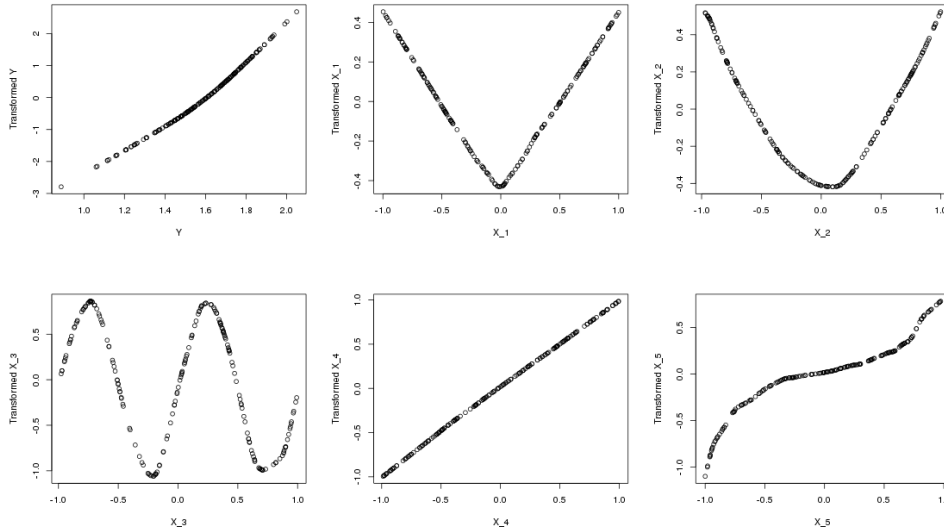 Transformed Y
2
1
0
-1
-2
-3
1.0 1.2 1.4 1.6 1.8 2.0
Y
Transformed X_1
0.4
0.2
0.0
-0.2
-0.4
-1.0 -0.5 0.0 0.5 1.0
X_1
Transformed X_2
0.4
0.2
0.0
-0.2
-0.4
-1.0 -0.5 0.0 0.5 1.0
X_2
Transformed X_3
0.5
0.0
-0.5
-1.0
-1.0 -0.5 0.0 0.5 1.0
X_3
Transformed X_4
1.0
0.5
0.0
-0.5
-1.0
-1.0 -0.5 0.0 0.5 1.0
X_4
Transformed X_5
0.5
0.0
-0.5
-1.0
-1.0 -0.5 0.0 0.5 1.0
X_5